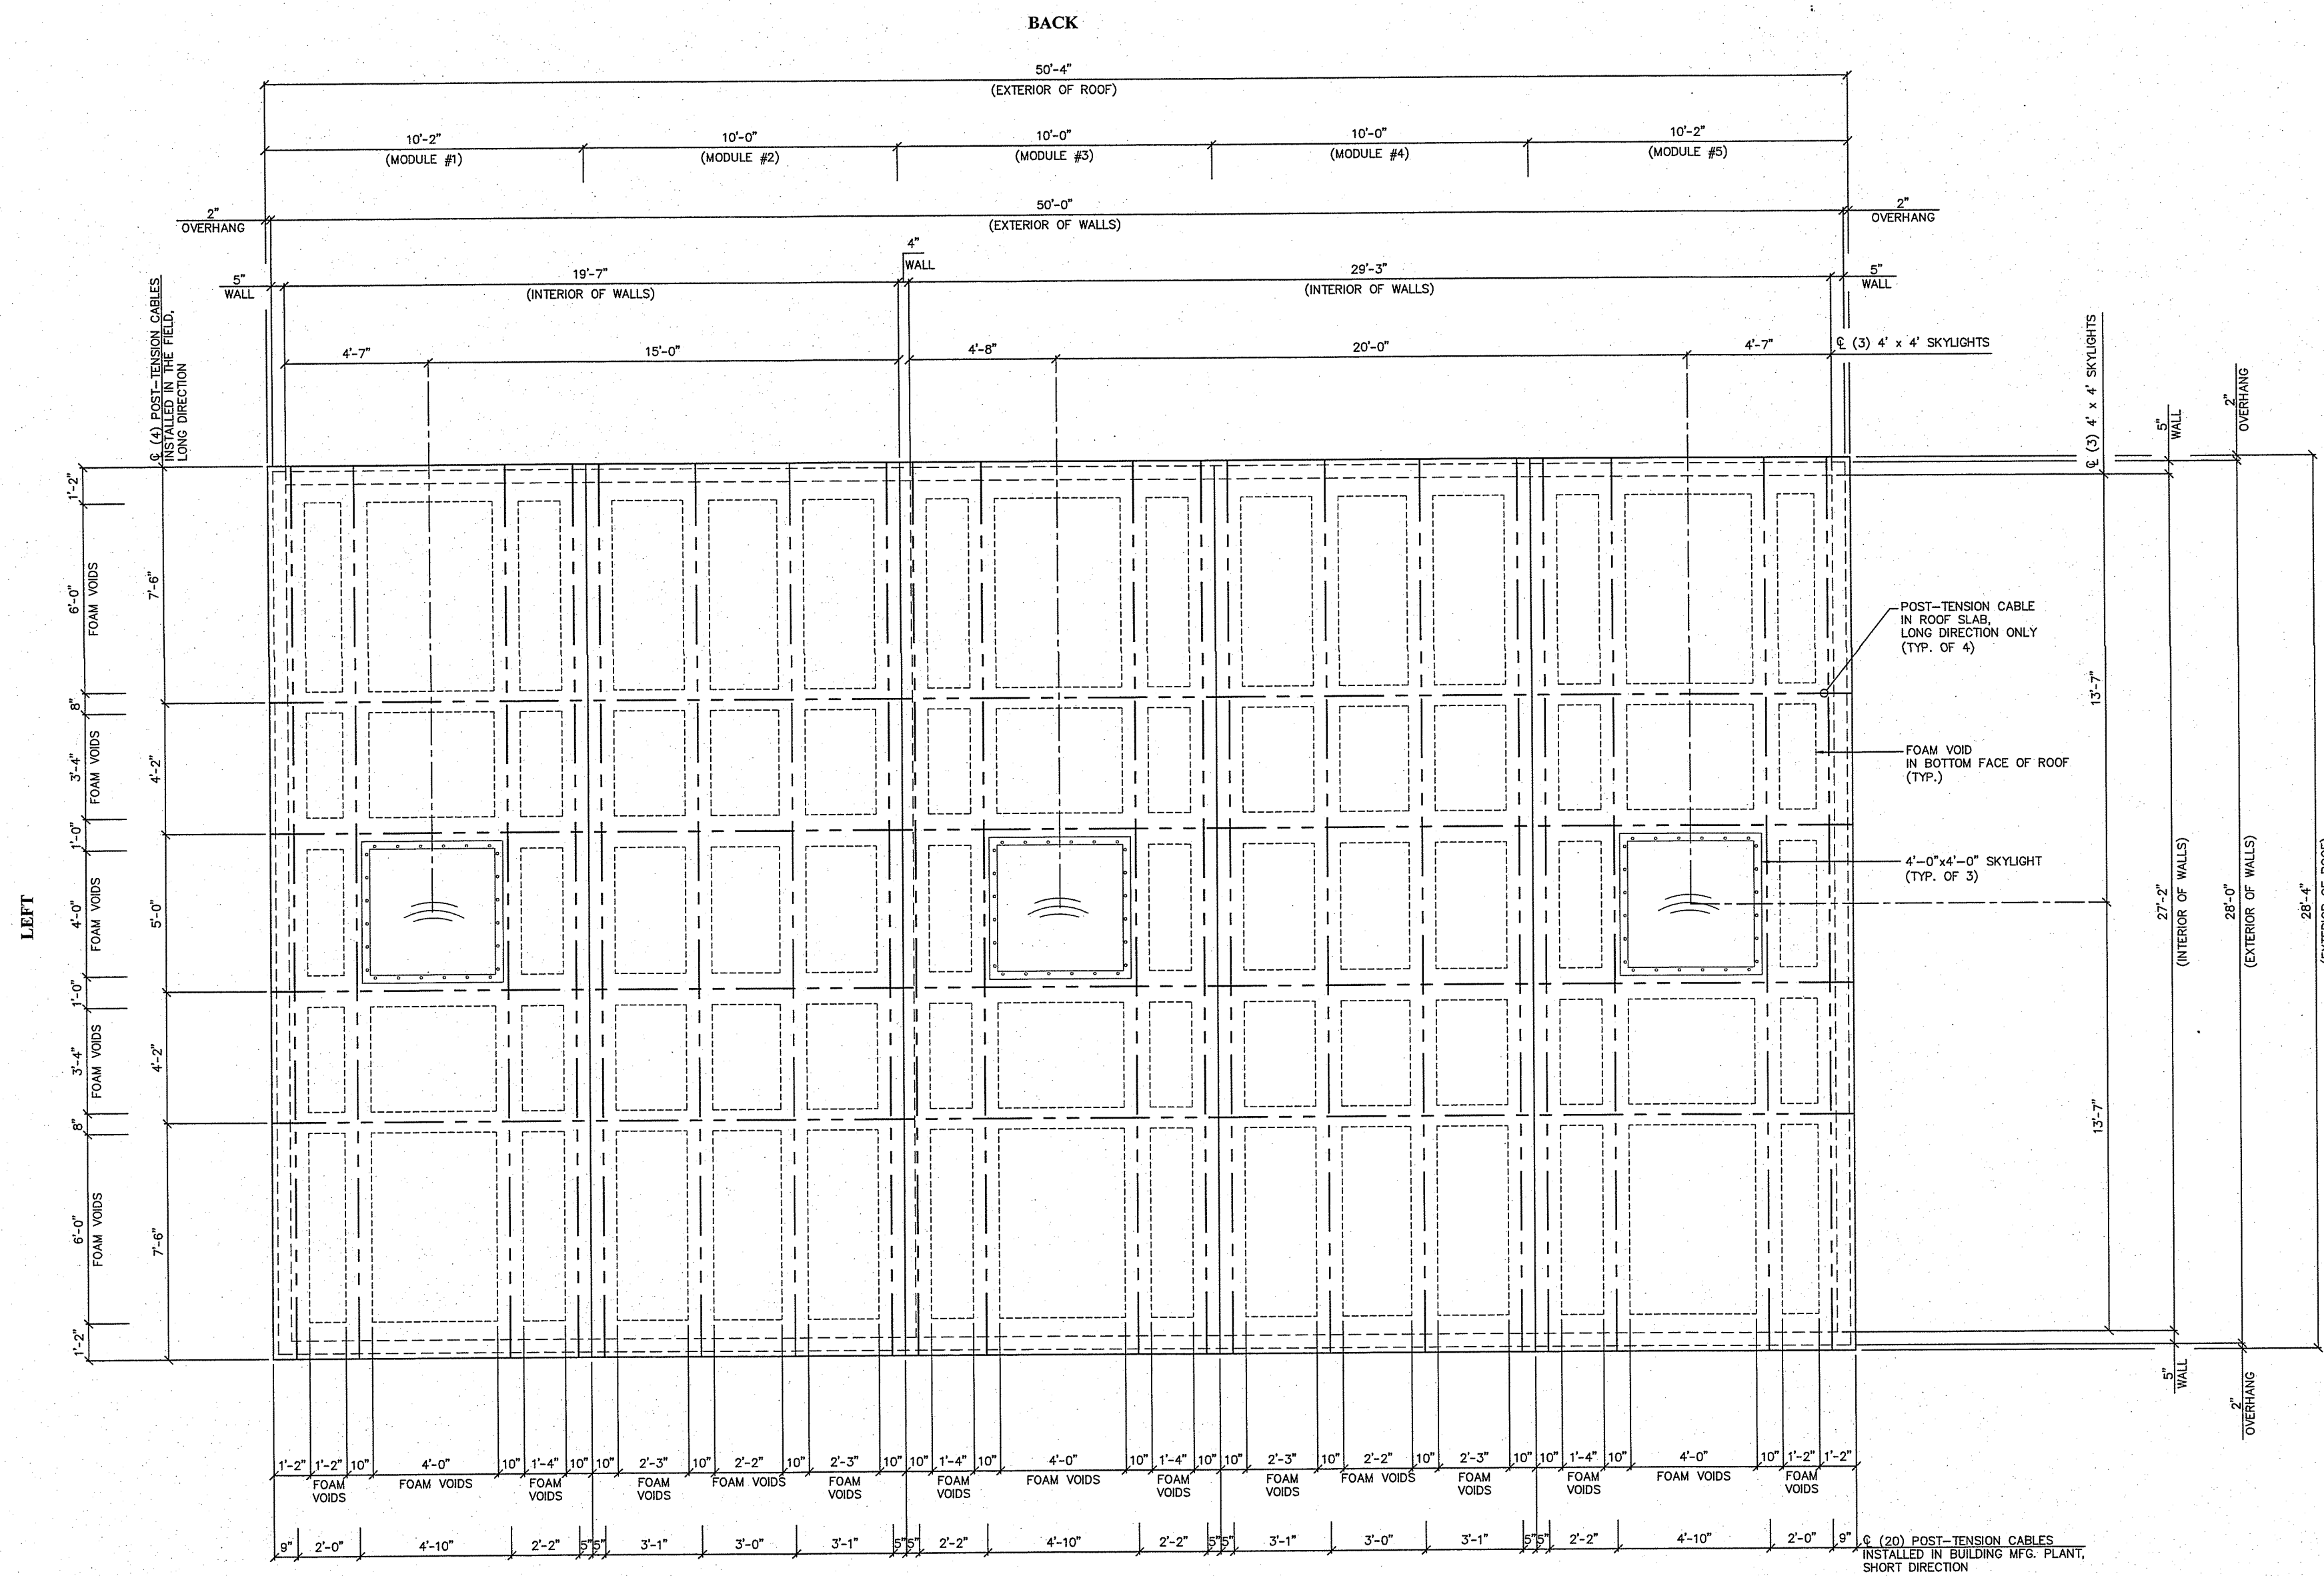 BACK
50'-4"
(EXTERIOR OF ROOF)
10'-2"
(MODULE #1)
10'-0"
(MODULE #2)
10'-0"
(MODULE #3)
10'-0"
(MODULE #4)
10'-2"
(MODULE #5)
2"
OVERHANG
50'-0"
(EXTERIOR OF WALLS)
2"
OVERHANG
5"
WALL
19'-7"
(INTERIOR OF WALLS)
4"
WALL
29'-3"
(INTERIOR OF WALLS)
5"
WALL
4'-7"
15'-0"
4'-8"
20'-0"
4'-7"
℄ (3) 4' x 4' SKYLIGHTS
℄ (4) POST-TENSION CABLES
INSTALLED IN THE FIELD,
LONG DIRECTION
℄ (3) 4' x 4' SKYLIGHTS
5"
WALL
2"
OVERHANG
LEFT
1'-2"
6'-0"
FOAM VOIDS
8"
3'-4"
FOAM VOIDS
1'-0"
4'-0"
FOAM VOIDS
1'-0"
3'-4"
FOAM VOIDS
8"
6'-0"
FOAM VOIDS
1'-2"
7'-6"
4'-2"
5'-0"
4'-2"
7'-6"
POST-TENSION CABLE
IN ROOF SLAB,
LONG DIRECTION ONLY
(TYP. OF 4)
FOAM VOID
IN BOTTOM FACE OF ROOF
(TYP.)
4'-0"x4'-0" SKYLIGHT
(TYP. OF 3)
13'-7"
13'-7"
27'-2"
(INTERIOR OF WALLS)
28'-0"
(EXTERIOR OF WALLS)
28'-4"
5"
WALL
2"
OVERHANG
1'-2" 1'-2" 10" 4'-0" 10" 1'-4" 10" 10" 2'-3" 10" 2'-2" 10" 2'-3" 10" 10" 1'-4" 10" 4'-0" 10" 1'-4" 10" 10" 2'-3" 10" 2'-2" 10" 2'-3" 10" 10" 1'-4" 10" 4'-0" 10" 1'-2" 1'-2"
FOAM
VOIDS
FOAM VOIDS
FOAM
VOIDS
FOAM
VOIDS
FOAM VOIDS
FOAM
VOIDS
FOAM
VOIDS
FOAM VOIDS
FOAM
VOIDS
FOAM
VOIDS
FOAM VOIDS
FOAM
VOIDS
FOAM
VOIDS
FOAM VOIDS
FOAM
VOIDS
9" 2'-0" 4'-10" 2'-2" 5" 5" 3'-1" 3'-0" 3'-1" 5" 5" 2'-2" 4'-10" 2'-2" 5" 5" 3'-1" 3'-0" 3'-1" 5" 5" 2'-2" 4'-10" 2'-0" 9"
℄ (20) POST-TENSION CABLES
INSTALLED IN BUILDING MFG. PLANT,
SHORT DIRECTION